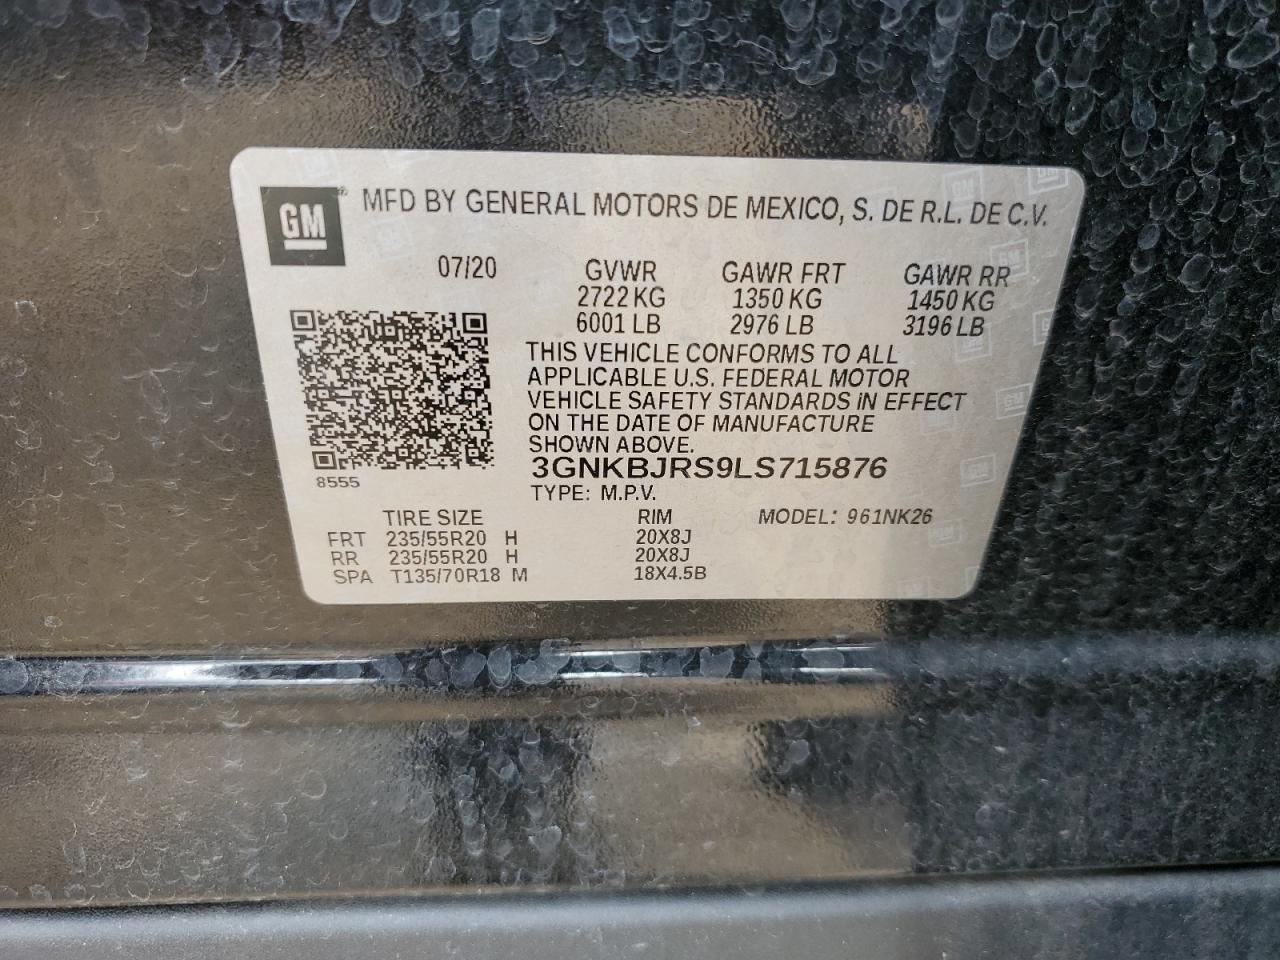 GM® MFD BY GENERAL MOTORS DE MEXICO, S. DE R.L. DE C.V.
07/20 GVWR GAWR FRT GAWR RR
2722 KG 1350 KG 1450 KG
6001 LB 2976 LB 3196 LB
THIS VEHICLE CONFORMS TO ALL
APPLICABLE U.S. FEDERAL MOTOR
VEHICLE SAFETY STANDARDS IN EFFECT
ON THE DATE OF MANUFACTURE
SHOWN ABOVE.
3GNKBJRS9LS715876
8555
TYPE: M.P.V.
TIRE SIZE RIM MODEL: 961NK26
FRT 235/55R20 H 20X8J
RR 235/55R20 H 20X8J
SPA T135/70R18 M 18X4.5B